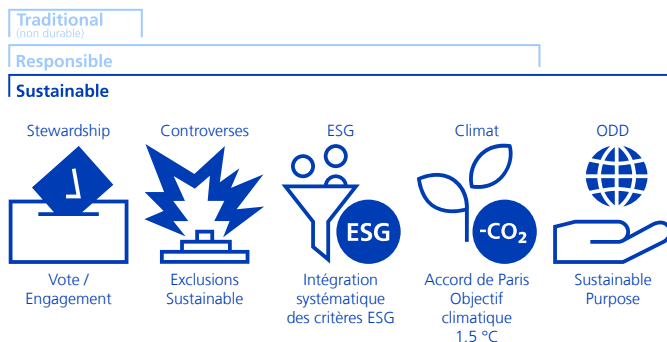 Traditional
(non durable)
Responsible
Sustainable
Stewardship
Controverses
ESG
Climat
ODD
ESG
-CO₂
Vote /
Engagement
Exclusions
Sustainable
Intégration
systématique
des critères ESG
Accord de Paris
Objectif
climatique
1.5 °C
Sustainable
Purpose